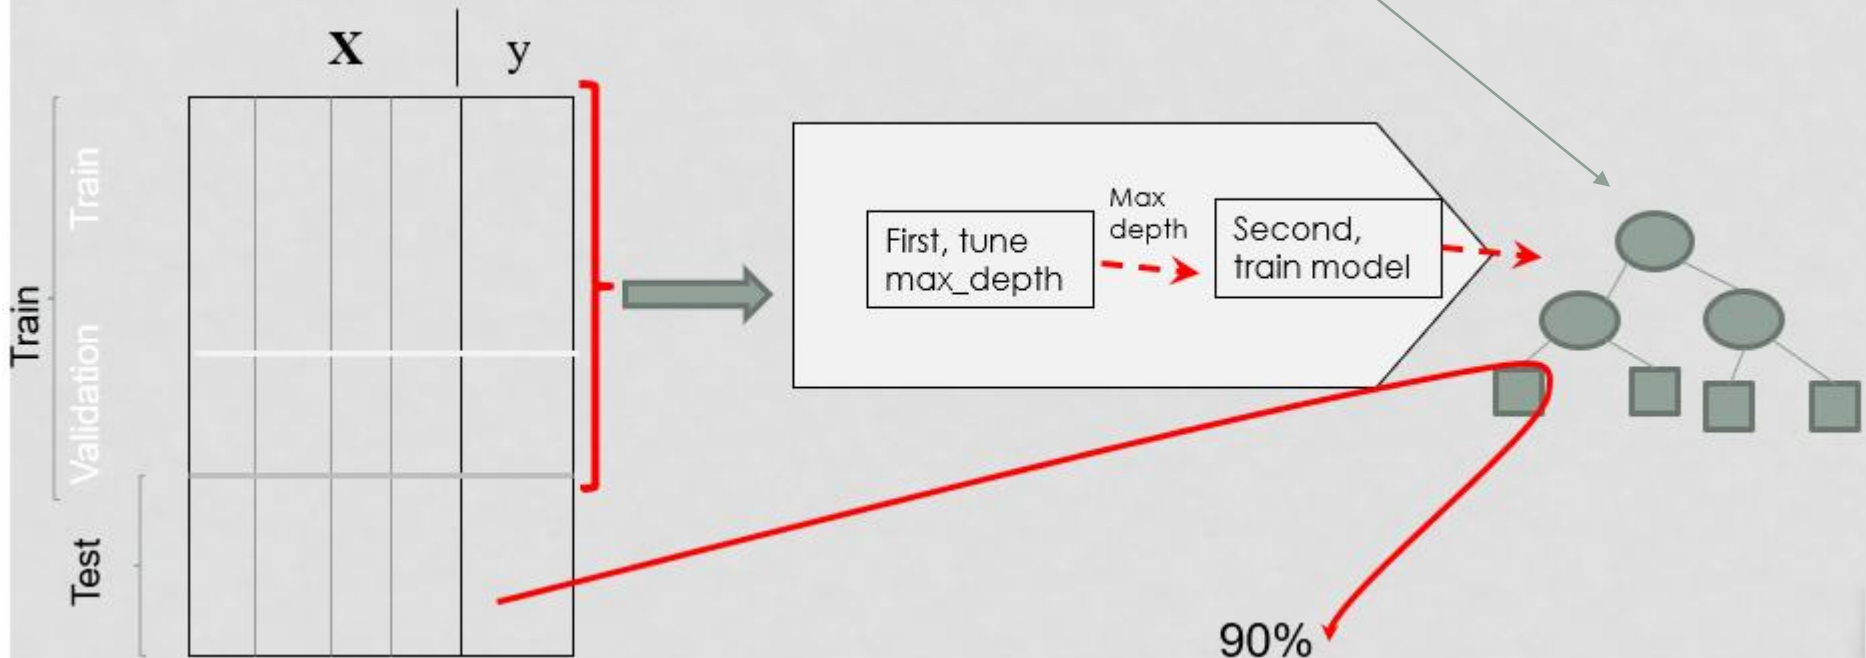 X
y
Train
Train
Validation
Test
First, tune
max_depth
Max
depth
Second,
train model
90%